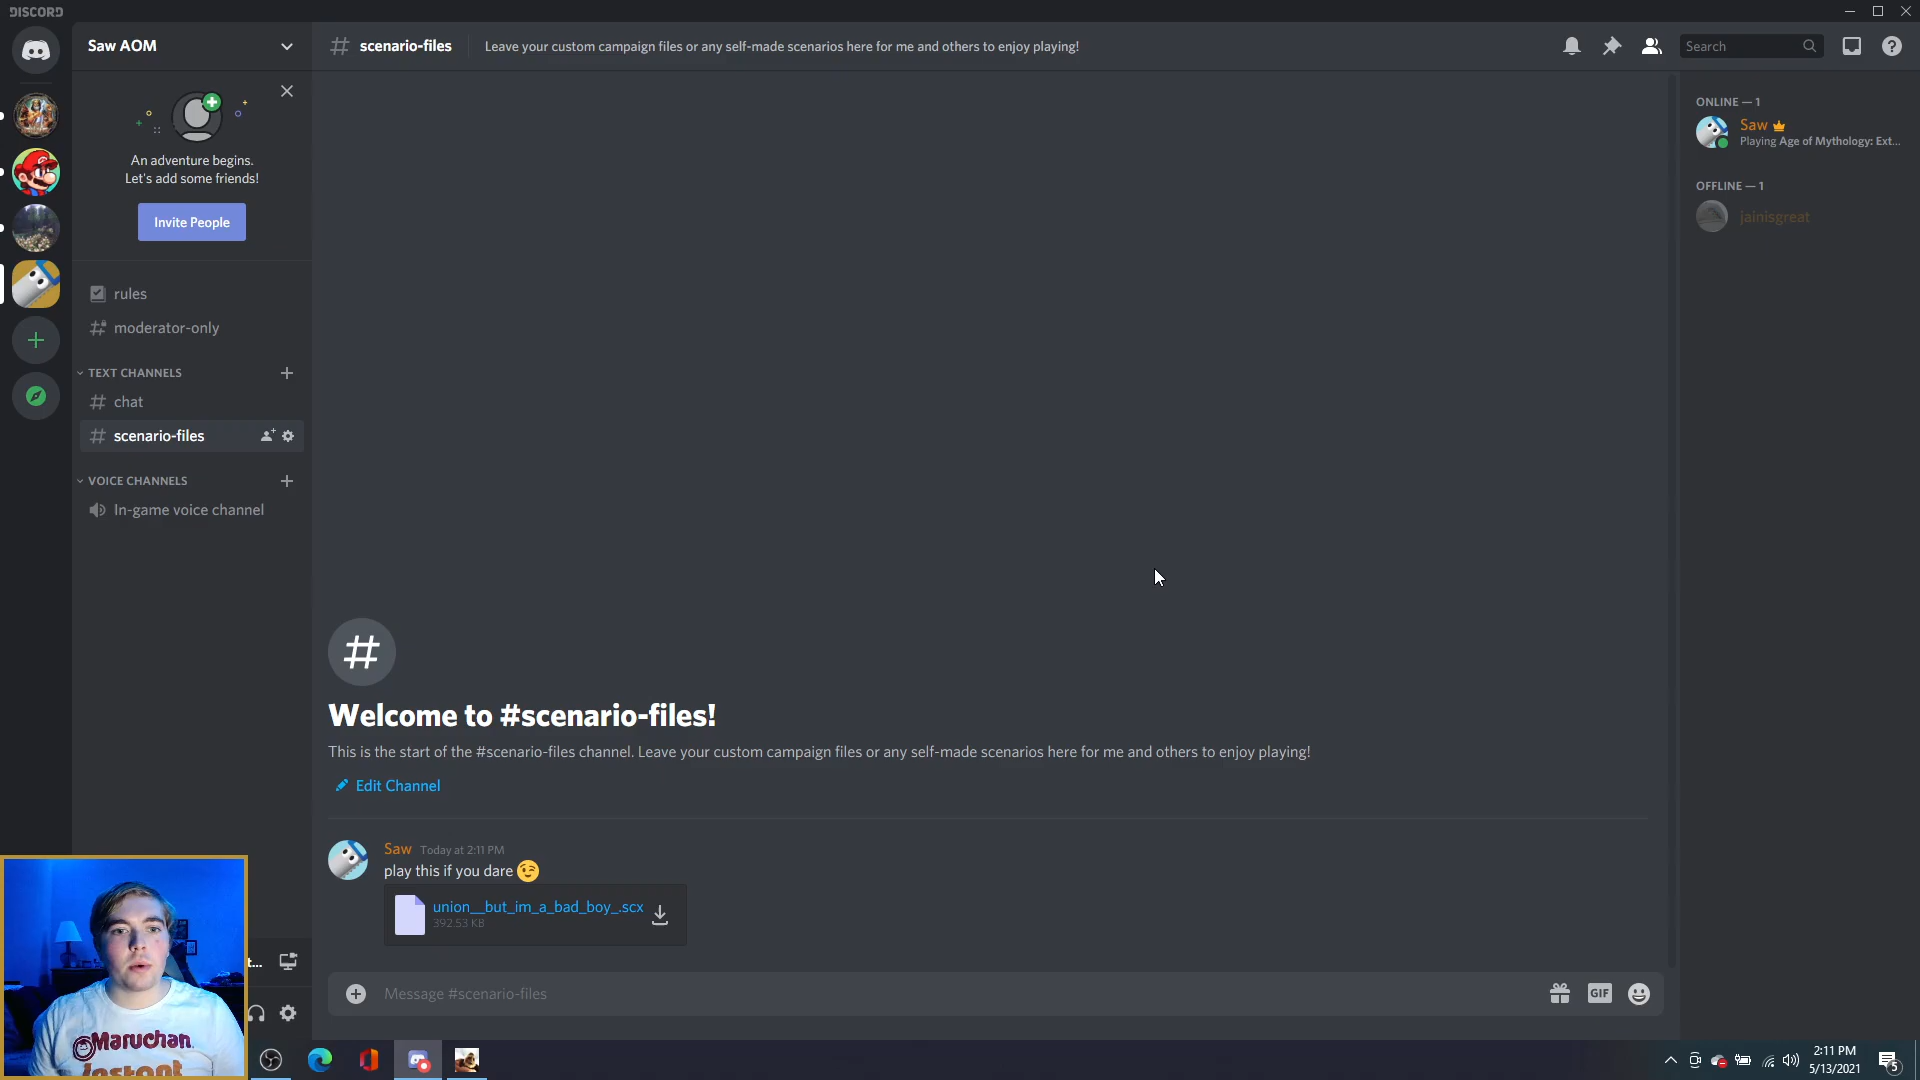 DISCORD
Saw AOM
scenario-files
Leave your custom campaign files or any self-made scenarios here for me and others to enjoy playing!
Search
An adventure begins.
Let's add some friends!
Invite People
rules
moderator-only
TEXT CHANNELS
chat
scenario-files
VOICE CHANNELS
In-game voice channel
ONLINE — 1
Saw
Playing Age of Mythology: Ext...
OFFLINE — 1
jainisgreat
Welcome to #scenario-files!
This is the start of the #scenario-files channel. Leave your custom campaign files or any self-made scenarios here for me and others to enjoy playing!
Edit Channel
Saw Today at 2:11 PM
play this if you dare 😉
union__but_im_a_bad_boy_.scx
392.53 KB
Message #scenario-files
GIF
t...
Maruchan
Instant
2:11 PM
5/13/2021
5